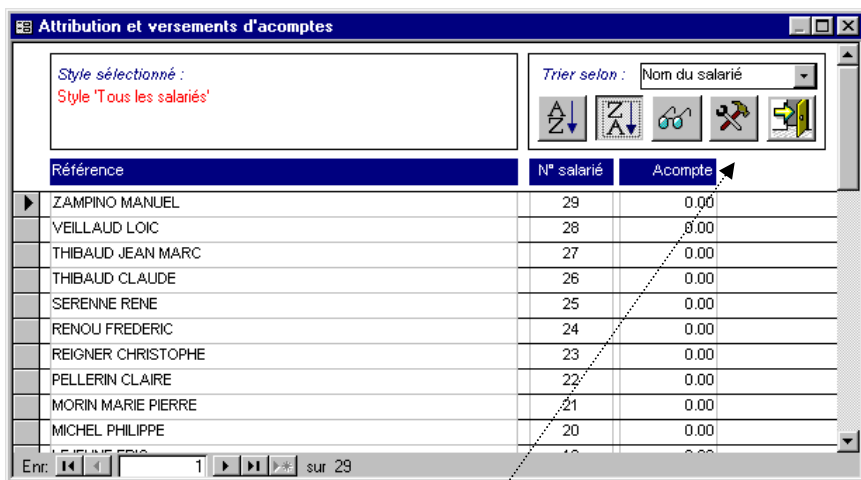 Attribution et versements d'acomptes
Style sélectionné :
Style 'Tous les salariés'
Trier selon : Nom du salarié
A Z Z A
Référence N° salarié Acompte
ZAMPINO MANUEL 29 0.00
VEILLAUD LOIC 28 0.00
THIBAUD JEAN MARC 27 0.00
THIBAUD CLAUDE 26 0.00
SERENNE RENE 25 0.00
RENOU FREDERIC 24 0.00
REIGNER CHRISTOPHE 23 0.00
PELLERIN CLAIRE 22 0.00
MORIN MARIE PIERRE 21 0.00
MICHEL PHILIPPE 20 0.00
Enr: 1 sur 29